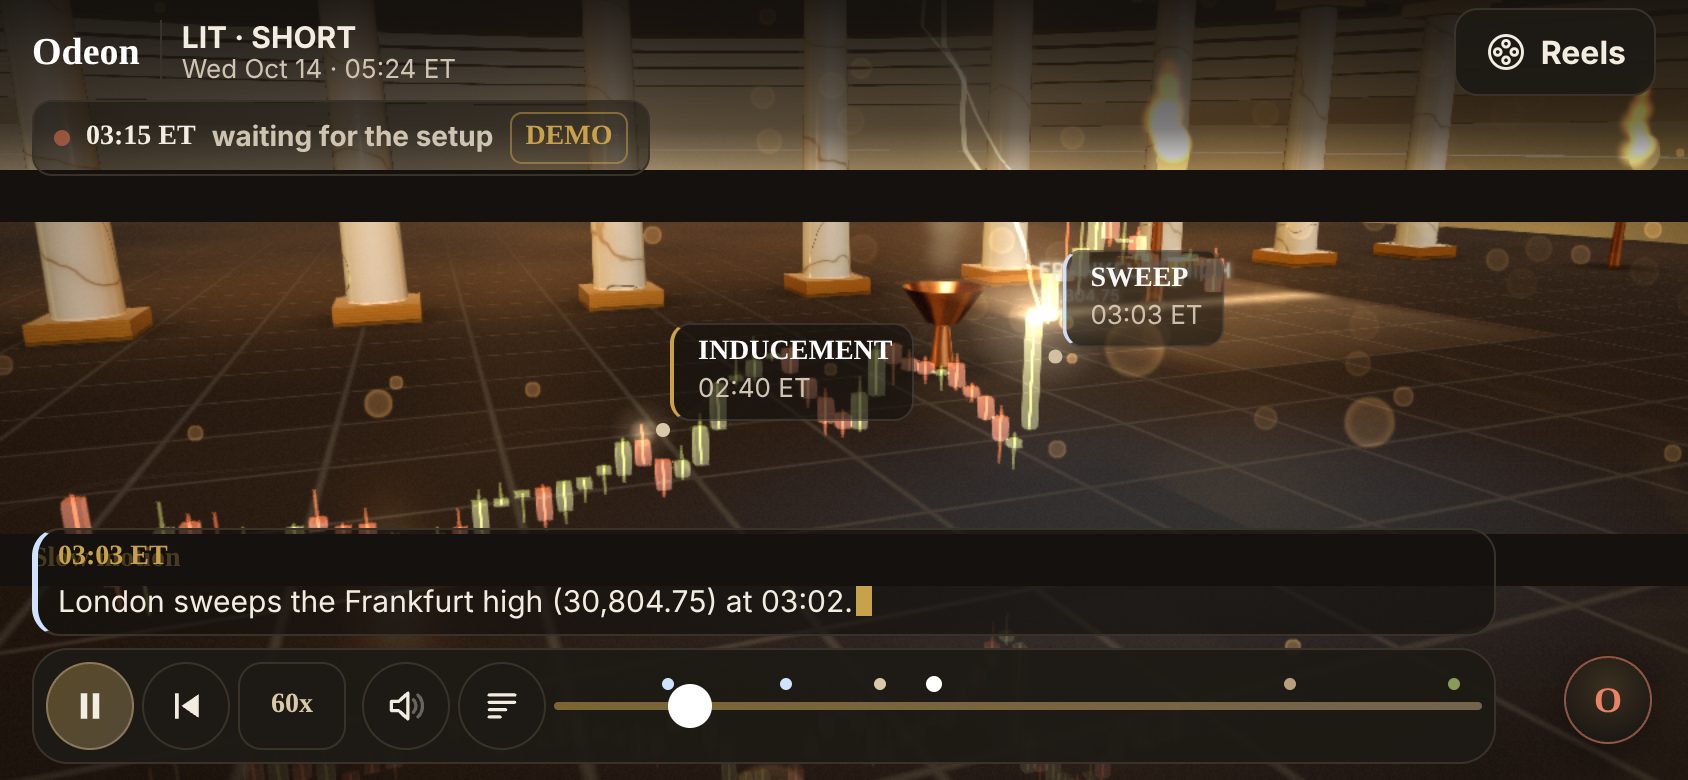 Odeon
LIT · SHORT
Wed Oct 14 · 05:24 ET
Reels
03:15 ET waiting for the setup DEMO
SWEEP
03:03 ET
INDUCEMENT
02:40 ET
03:03 ET
Slow motion
London sweeps the Frankfurt high (30,804.75) at 03:02.
60x
O